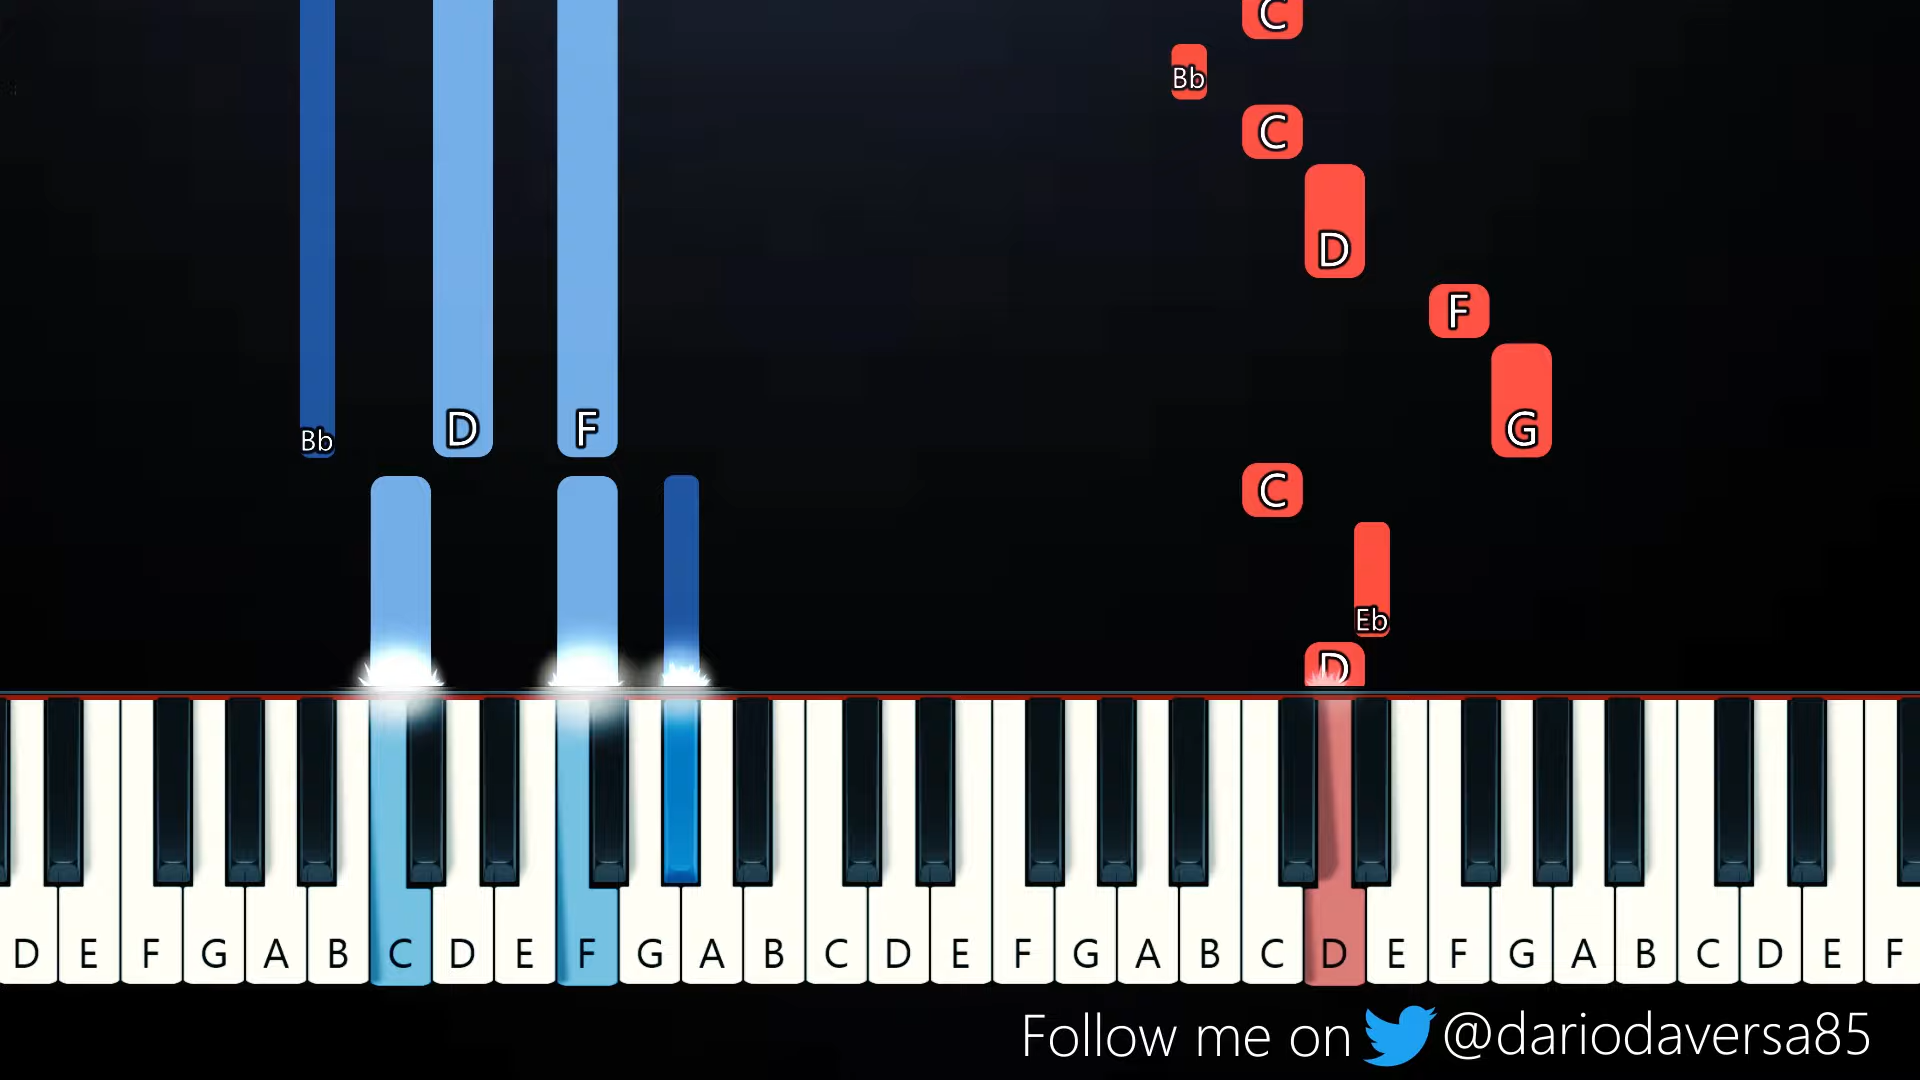 C
Bb
C
D
F
Bb D F G
C
Eb
D
D E F G A B C D E F G A B C D E F G A B C D E F G A B C D E F
Follow me on @dariodaversa85